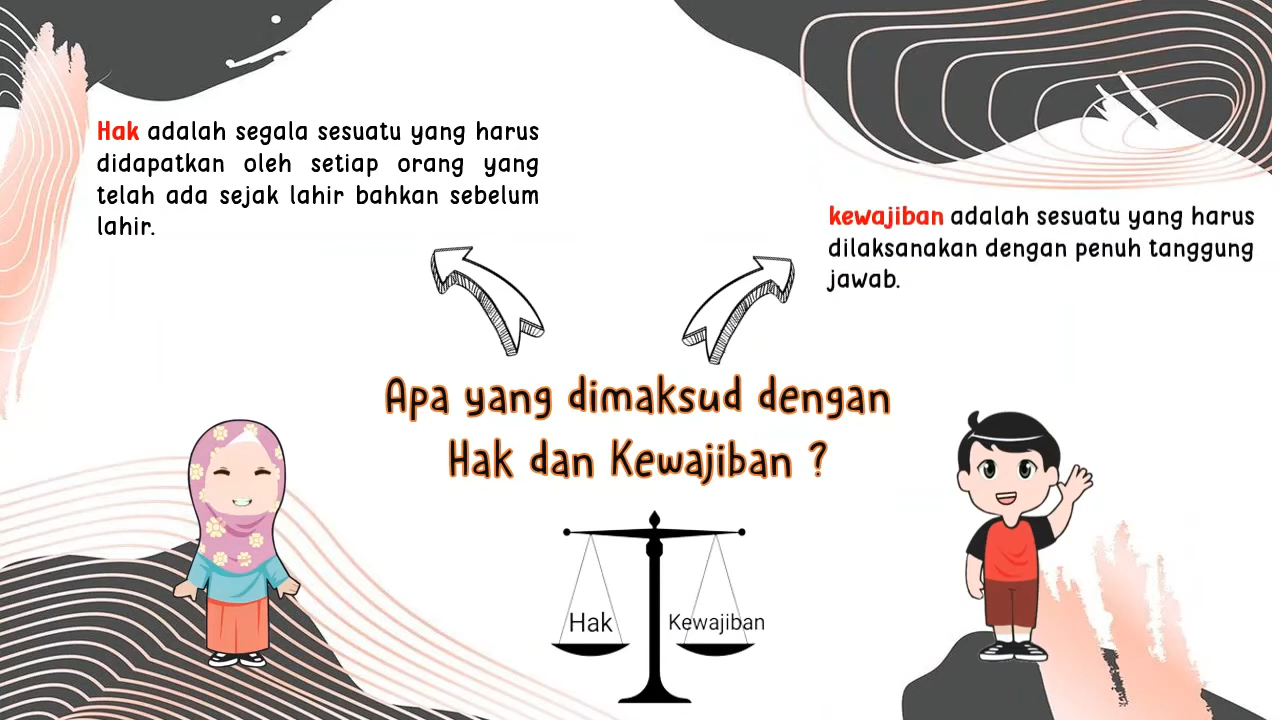 Hak adalah segala sesuatu yang harus
didapatkan oleh setiap orang yang
telah ada sejak lahir bahkan sebelum
lahir.
kewajiban adalah sesuatu yang harus
dilaksanakan dengan penuh tanggung
jawab.
Apa yang dimaksud dengan
Hak dan Kewajiban ?
Hak
Kewajiban